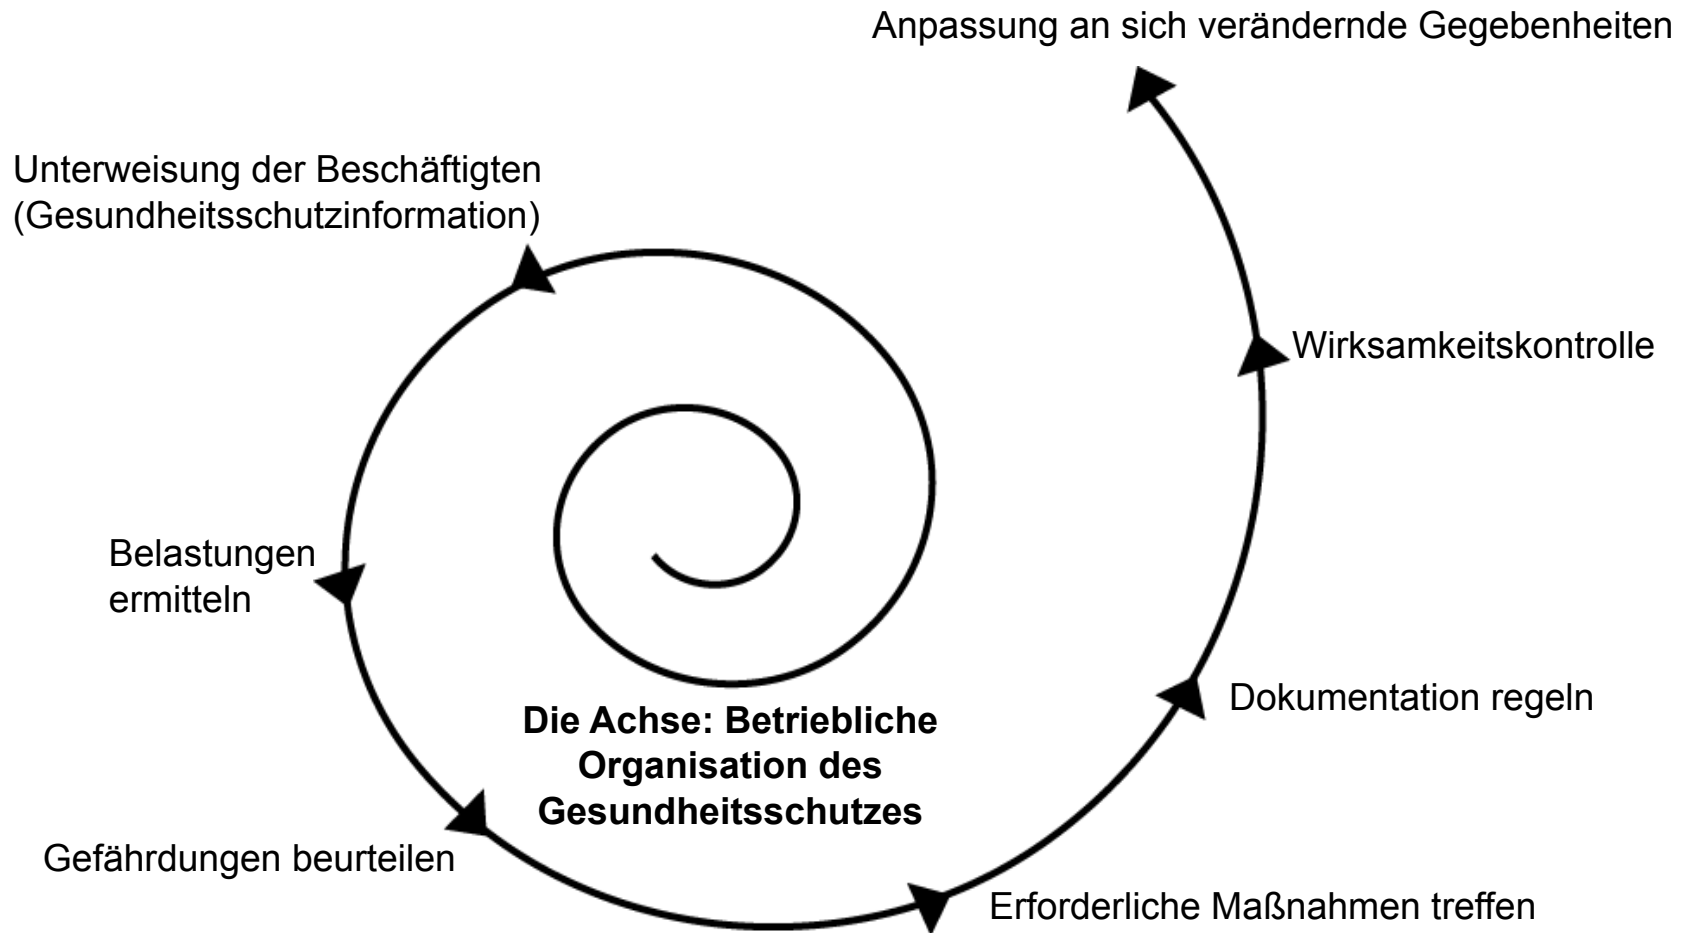 Anpassung an sich verändernde Gegebenheiten
Unterweisung der Beschäftigten
(Gesundheitsschutzinformation)
Wirksamkeitskontrolle
Belastungen
ermitteln
Dokumentation regeln
Die Achse: Betriebliche
Organisation des
Gesundheitsschutzes
Gefährdungen beurteilen
Erforderliche Maßnahmen treffen